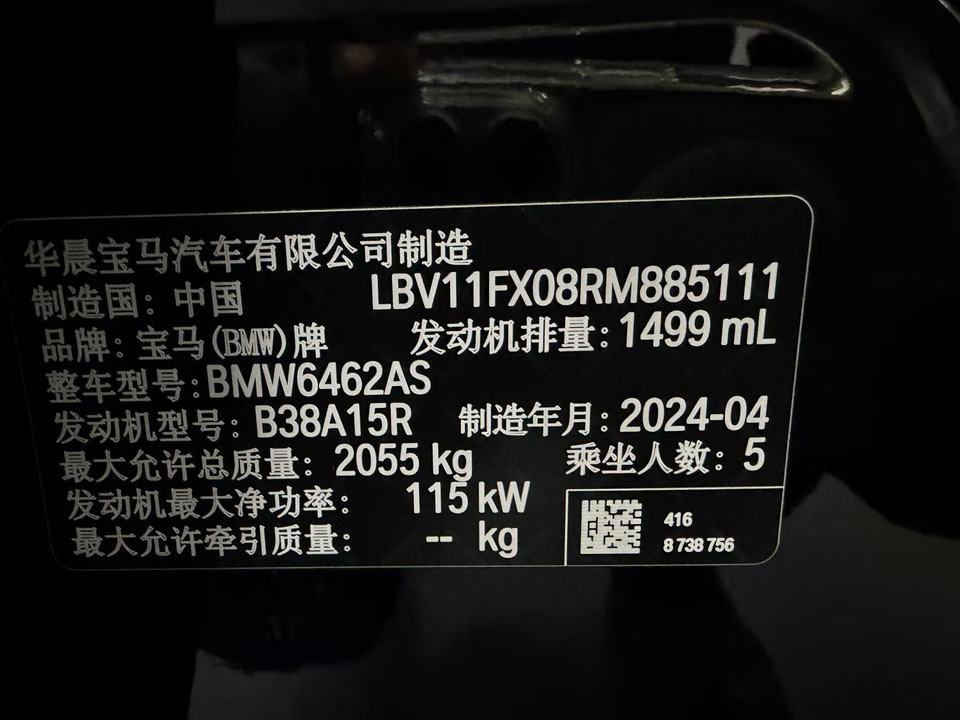 华晨宝马汽车有限公司制造
制造国：中国 LBV11FX08RM885111
品牌：宝马(BMW)牌 发动机排量：1499 mL
整车型号：BMW6462AS
发动机型号：B38A15R 制造年月：2024-04
最大允许总质量：2055 kg 乘坐人数：5
发动机最大净功率： 115 kW
最大允许牵引质量： -- kg
416
8 738 756